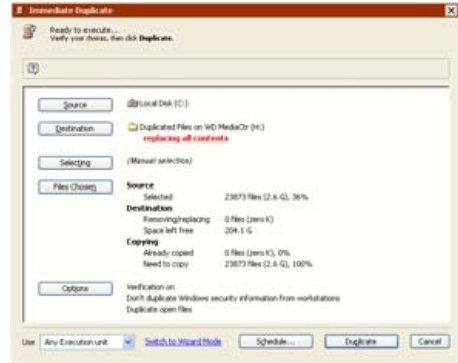 Immediate Duplicate
Ready to execute...
Verify your choices, then click Duplicate.
Source
Local Disk (C:)
Destination
Duplicated Files on WD MediaCtr (H:)
replacing all contents
Selecting
(Manual selection)
Files Chosen
Source
Selected 23873 files (2.6 G), 36%
Destination
Removing/replacing 0 files (zero K)
Space left free 204.1 G
Copying
Already copied 0 files (zero K), 0%
Need to copy 23873 files (2.6 G), 100%
Options
Verification on
Don't duplicate Windows security information from workstations
Duplicate open files
Use Any Execution unit Switch to Wizard Mode Schedule... Duplicate Cancel